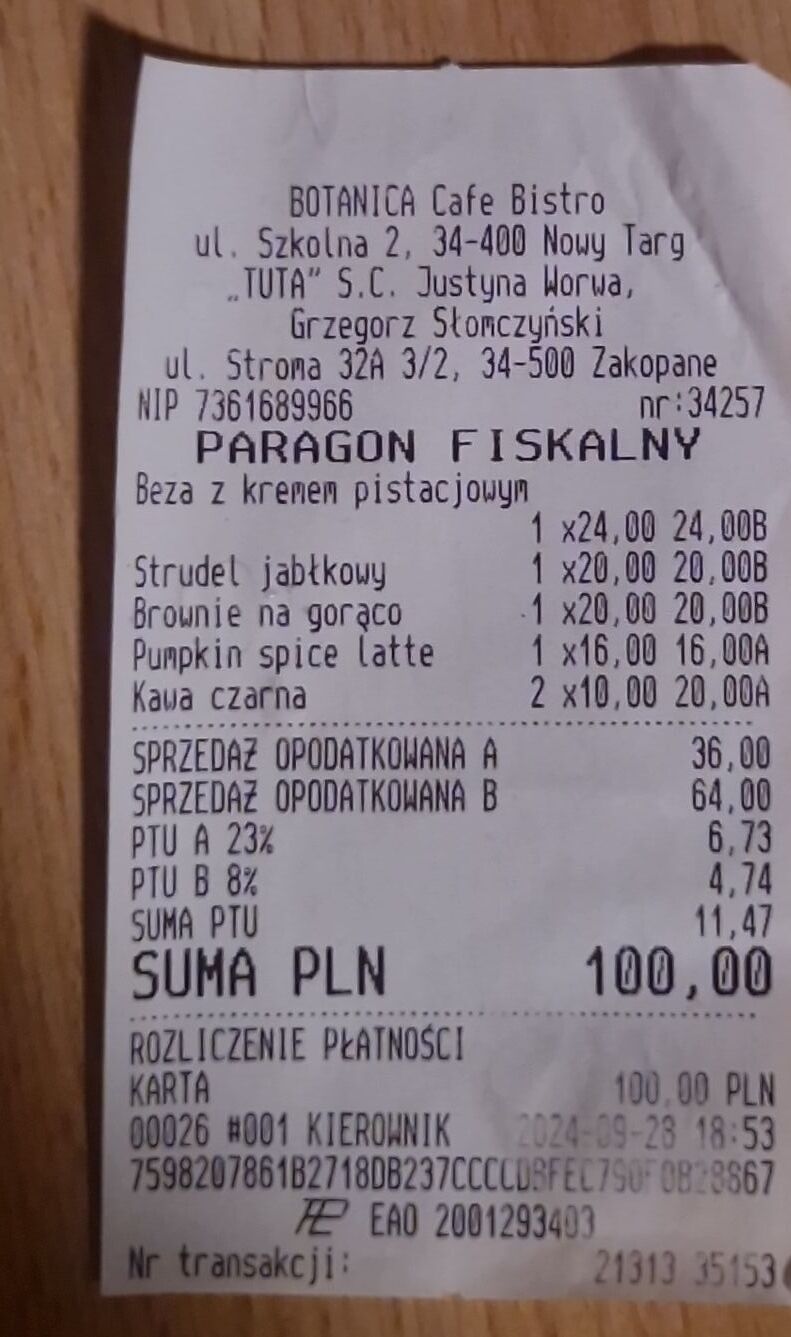 BOTANICA Cafe Bistro
ul. Szkolna 2, 34-400 Nowy Targ
„TUTA" S.C. Justyna Worwa,
Grzegorz Słomczyński
ul. Stroma 32A 3/2, 34-500 Zakopane
NIP 7361689966 nr:34257
PARAGON FISKALNY
Beza z kremem pistacjowym
1 x24,00 24,00B
Strudel jabłkowy 1 x20,00 20,00B
Brownie na gorąco 1 x20,00 20,00B
Pumpkin spice latte 1 x16,00 16,00A
Kawa czarna 2 x10,00 20,00A
SPRZEDAŻ OPODATKOWANA A 36,00
SPRZEDAŻ OPODATKOWANA B 64,00
PTU A 23% 6,73
PTU B 8% 4,74
SUMA PTU 11,47
SUMA PLN 100,00
ROZLICZENIE PŁATNOŚCI
KARTA 100,00 PLN
00026 #001 KIEROWNIK 2024-09-28 18:53
EAO 2001293403
Nr transakcji: 21313 35153